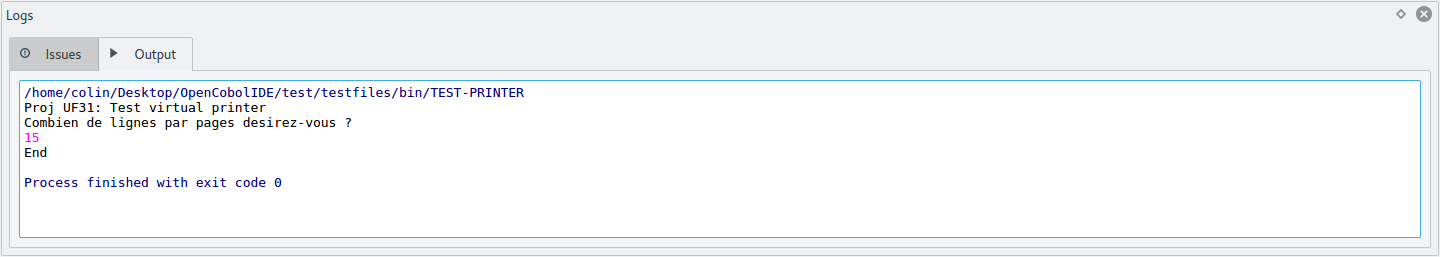 Logs
Issues
Output
/home/colin/Desktop/OpenCobolIDE/test/testfiles/bin/TEST-PRINTER
Proj UF31: Test virtual printer
Combien de lignes par pages desirez-vous ?
15
End
Process finished with exit code 0